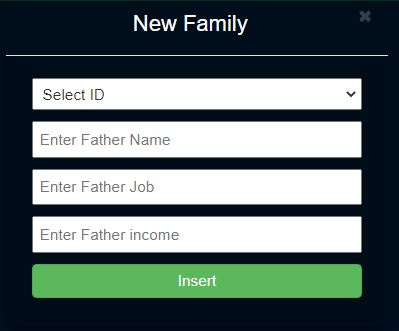 New Family
Select ID
Enter Father Name
Enter Father Job
Enter Father income
Insert